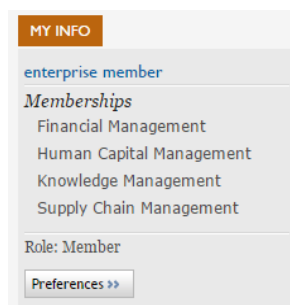 MY INFO
enterprise member
Memberships
Financial Management
Human Capital Management
Knowledge Management
Supply Chain Management
Role: Member
Preferences »